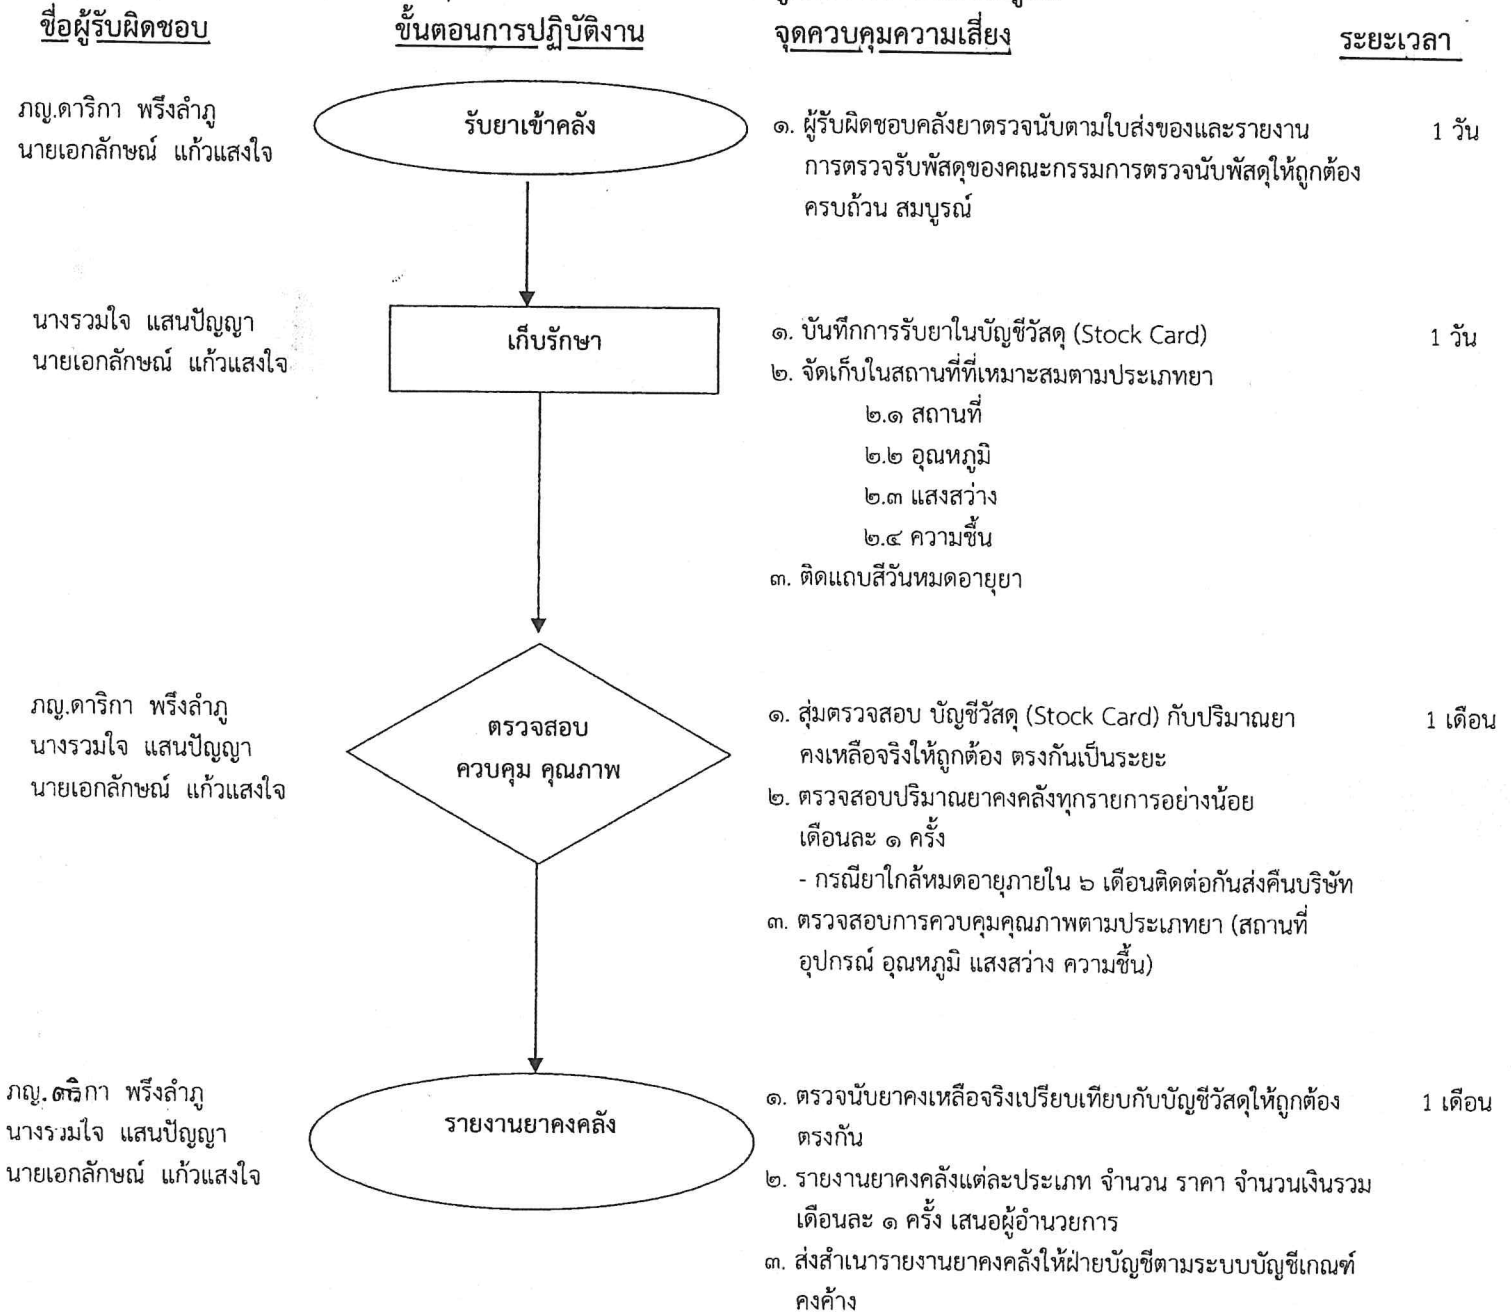 ชื่อผู้รับผิดชอบ
ขั้นตอนการปฏิบัติงาน
จุดควบคุมความเสี่ยง
ระยะเวลา
ภญ.ดาริกา พรึงลำภู
นายเอกลักษณ์ แก้วแสงใจ
รับยาเข้าคลัง
๑. ผู้รับผิดชอบคลังยาตรวจนับตามใบส่งของและรายงาน
การตรวจรับพัสดุของคณะกรรมการตรวจนับพัสดุให้ถูกต้อง
ครบถ้วน สมบูรณ์
1 วัน
นางรวมใจ แสนปัญญา
นายเอกลักษณ์ แก้วแสงใจ
เก็บรักษา
๑. บันทึกการรับยาในบัญชีวัสดุ (Stock Card)
๒. จัดเก็บในสถานที่ที่เหมาะสมตามประเภทยา
๒.๑ สถานที่
๒.๒ อุณหภูมิ
๒.๓ แสงสว่าง
๒.๔ ความชื้น
๓. ติดแถบสีวันหมดอายุยา
1 วัน
ภญ.ดาริกา พรึงลำภู
นางรวมใจ แสนปัญญา
นายเอกลักษณ์ แก้วแสงใจ
ตรวจสอบ
ควบคุม คุณภาพ
๑. สุ่มตรวจสอบ บัญชีวัสดุ (Stock Card) กับปริมาณยา
คงเหลือจริงให้ถูกต้อง ตรงกันเป็นระยะ
๒. ตรวจสอบปริมาณยาคงคลังทุกรายการอย่างน้อย
เดือนละ ๑ ครั้ง
- กรณียาใกล้หมดอายุภายใน ๖ เดือนติดต่อกันส่งคืนบริษัท
๓. ตรวจสอบการควบคุมคุณภาพตามประเภทยา (สถานที่
อุปกรณ์ อุณหภูมิ แสงสว่าง ความชื้น)
1 เดือน
ภญ.ดาริกา พรึงลำภู
นางรวมใจ แสนปัญญา
นายเอกลักษณ์ แก้วแสงใจ
รายงานยาคงคลัง
๑. ตรวจนับยาคงเหลือจริงเปรียบเทียบกับบัญชีวัสดุให้ถูกต้อง
ตรงกัน
๒. รายงานยาคงคลังแต่ละประเภท จำนวน ราคา จำนวนเงินรวม
เดือนละ ๑ ครั้ง เสนอผู้อำนวยการ
๓. ส่งสำเนารายงานยาคงคลังให้ฝ่ายบัญชีตามระบบบัญชีเกณฑ์
คงค้าง
1 เดือน